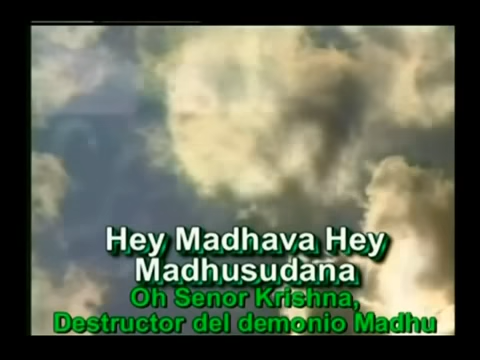 Hey Madhava Hey
Madhusudana
Oh Senor Krishna,
Destructor del demonio Madhu